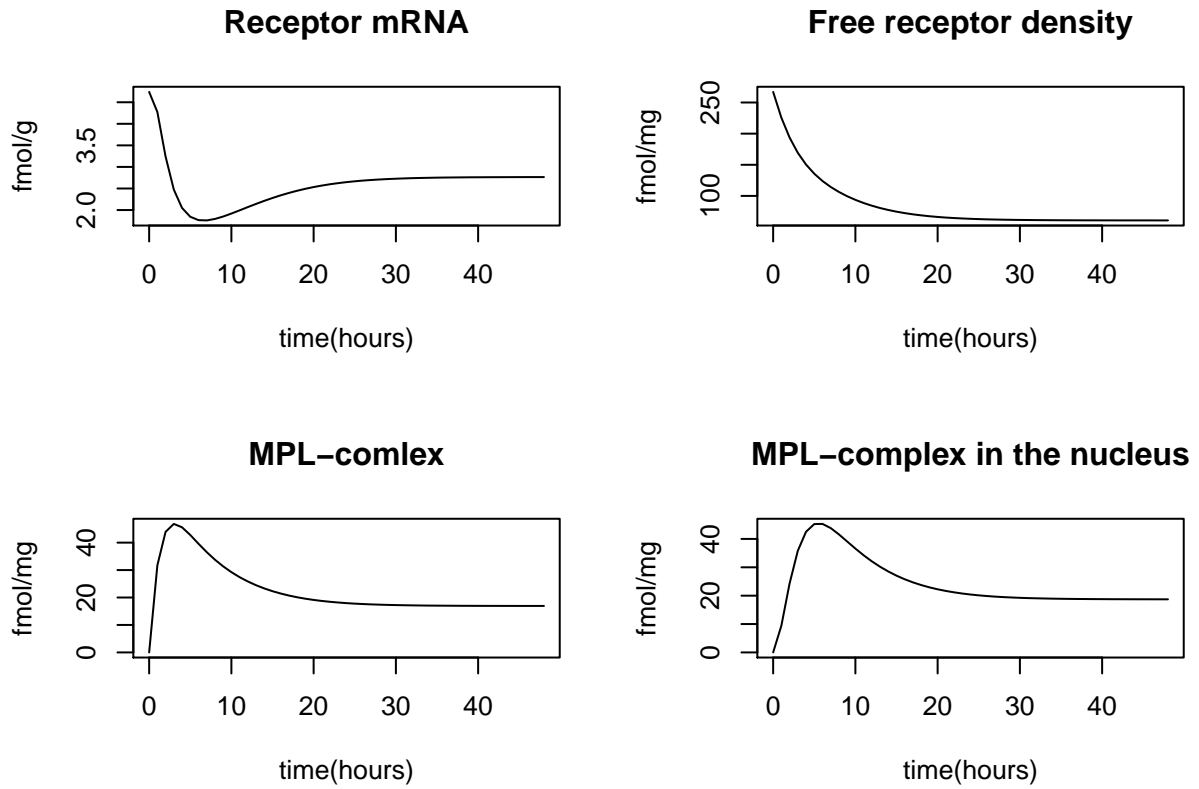 Receptor mRNA
fmol/g
2.0 3.5
0 10 20 30 40
time(hours)
Free receptor density
fmol/mg
100 250
0 10 20 30 40
time(hours)
MPL−comlex
fmol/mg
0 20 40
0 10 20 30 40
time(hours)
MPL−complex in the nucleus
fmol/mg
0 20 40
0 10 20 30 40
time(hours)